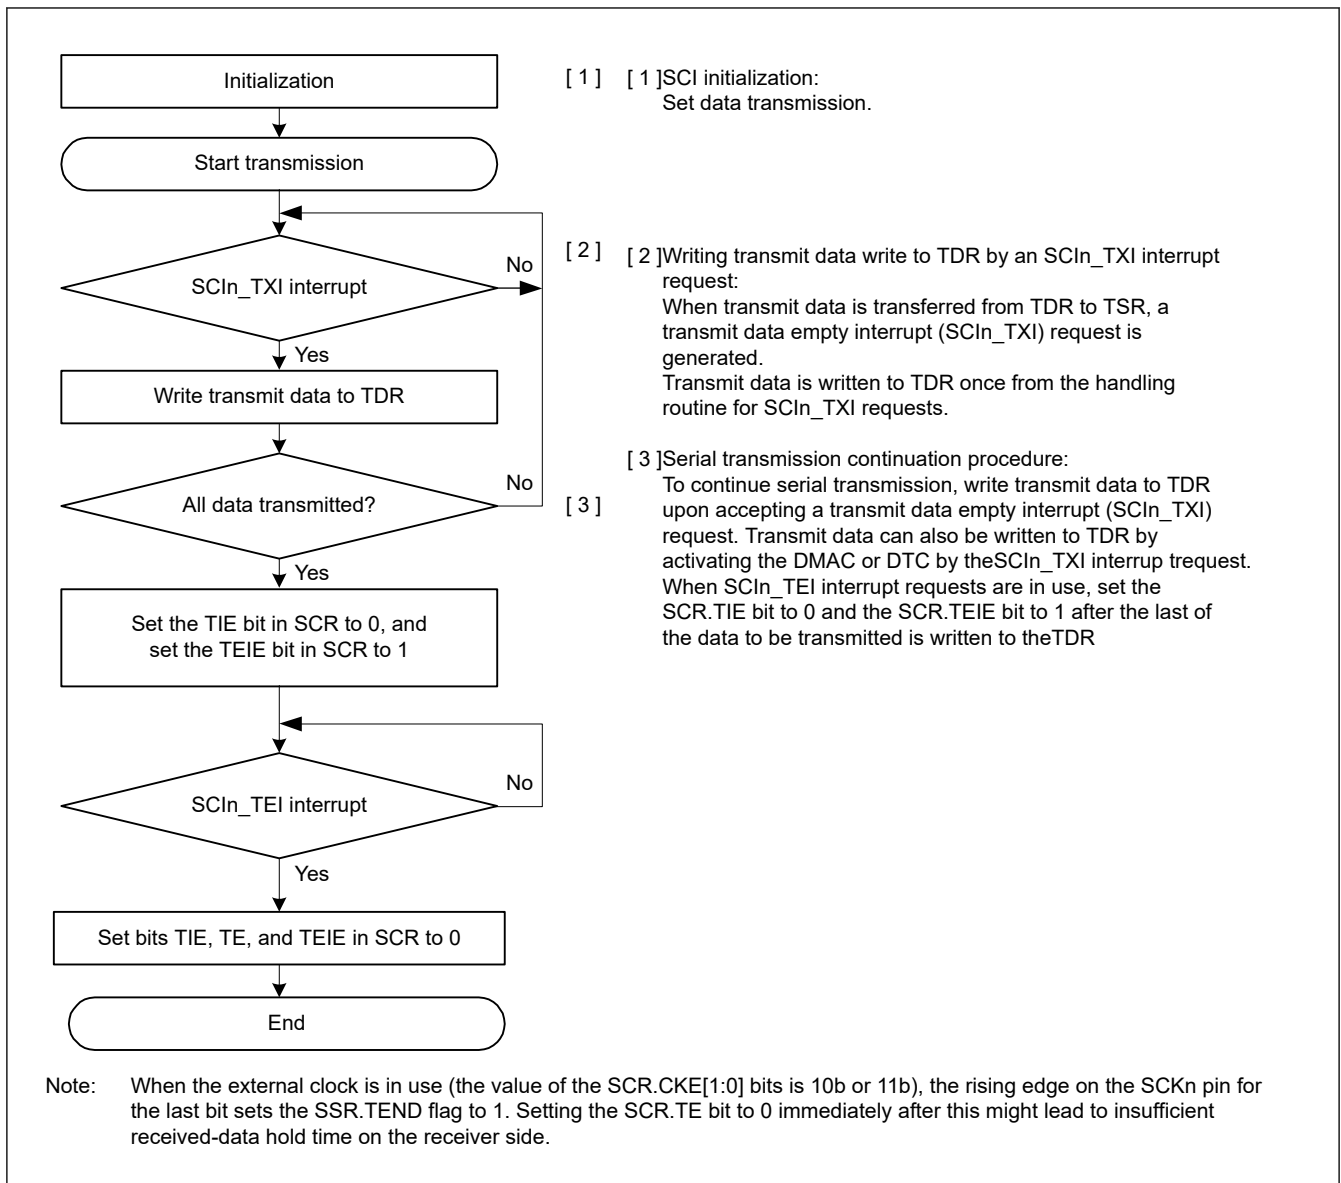 Initialization
[ 1 ]
[ 1 ]SCI initialization:
Set data transmission.
Start transmission
SCIn_TXI interrupt
No
Yes
[ 2 ]
[ 2 ]Writing transmit data write to TDR by an SCIn_TXI interrupt
request:
When transmit data is transferred from TDR to TSR, a
transmit data empty interrupt (SCIn_TXI) request is
generated.
Transmit data is written to TDR once from the handling
routine for SCIn_TXI requests.
Write transmit data to TDR
All data transmitted?
No
Yes
[ 3 ]
[ 3 ]Serial transmission continuation procedure:
To continue serial transmission, write transmit data to TDR
upon accepting a transmit data empty interrupt (SCIn_TXI)
request. Transmit data can also be written to TDR by
activating the DMAC or DTC by theSCIn_TXI interrup trequest.
When SCIn_TEI interrupt requests are in use, set the
SCR.TIE bit to 0 and the SCR.TEIE bit to 1 after the last of
the data to be transmitted is written to theTDR
Set the TIE bit in SCR to 0, and
set the TEIE bit in SCR to 1
SCIn_TEI interrupt
No
Yes
Set bits TIE, TE, and TEIE in SCR to 0
End
Note: When the external clock is in use (the value of the SCR.CKE[1:0] bits is 10b or 11b), the rising edge on the SCKn pin for
the last bit sets the SSR.TEND flag to 1. Setting the SCR.TE bit to 0 immediately after this might lead to insufficient
received-data hold time on the receiver side.